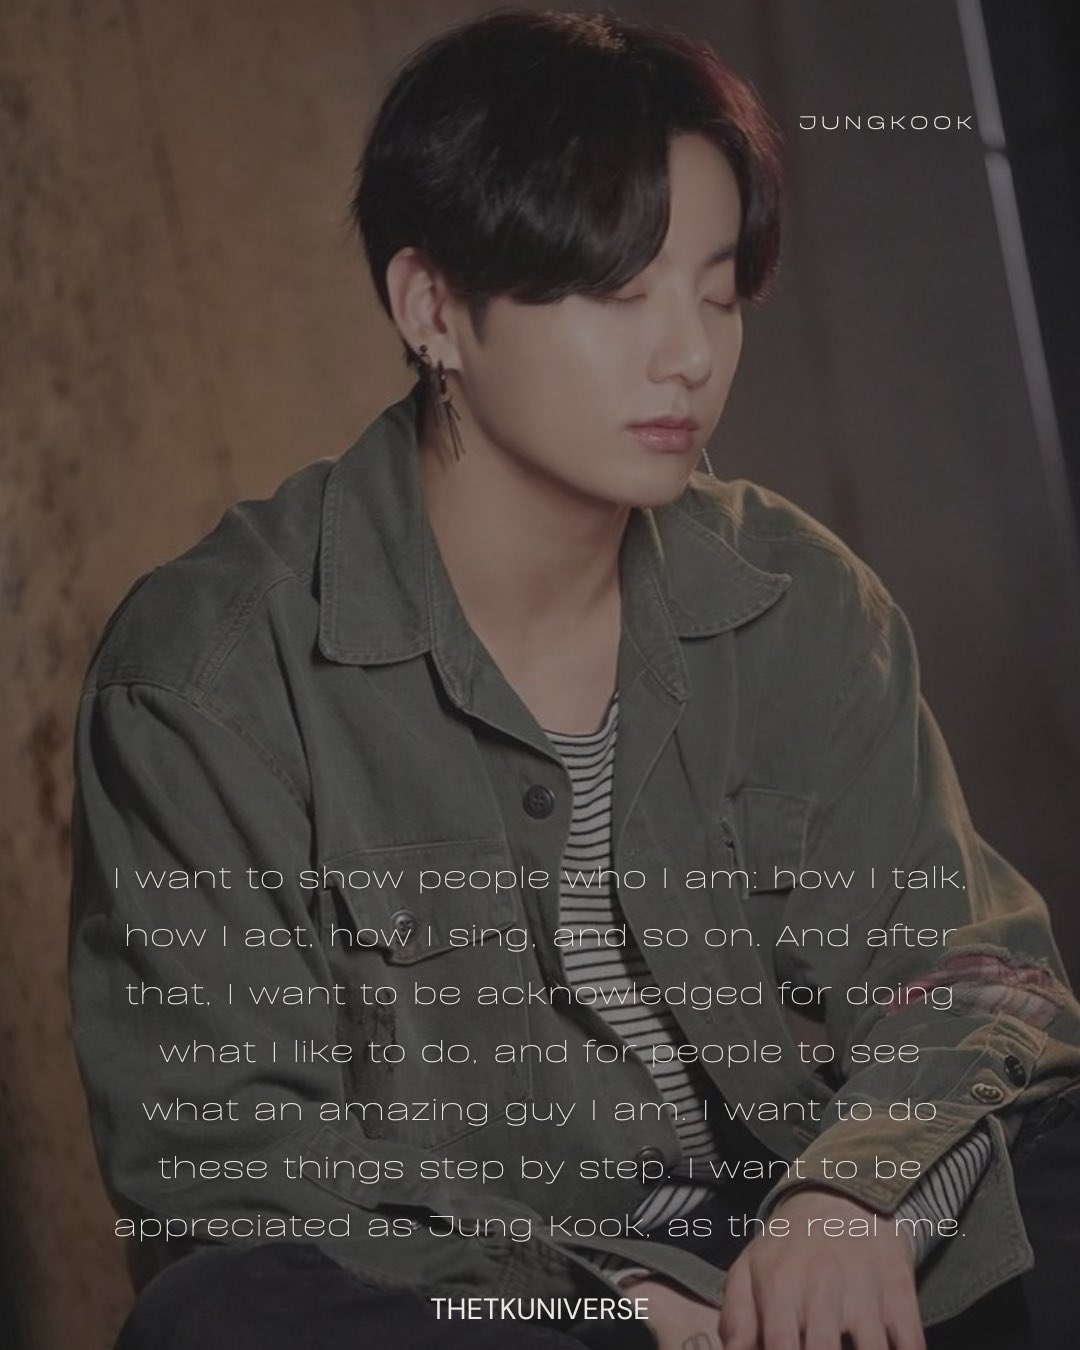 JUNGKOOK
I want to show people who I am: how I talk,
how I act, how I sing, and so on. And after
that, I want to be acknowledged for doing
what I like to do, and for people to see
what an amazing guy I am. I want to do
these things step by step. I want to be
appreciated as Jung Kook, as the real me.
THETKUNIVERSE